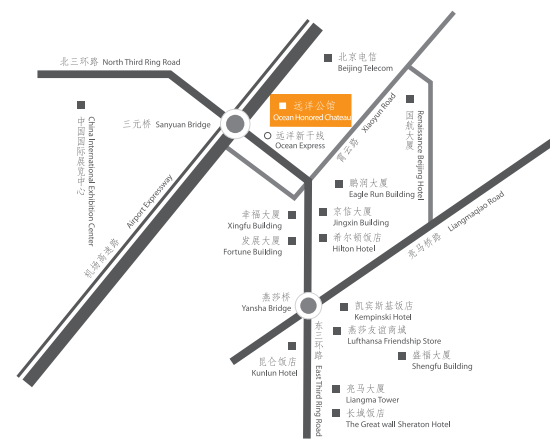 北三环路 North Third Ring Road
北京电信
Beijing Telecom
远洋公馆
Ocean Honored Chateau
三元桥 Sanyuan Bridge
远洋新干线
Ocean Express
中国国际展览中心
China International Exhibition Center
霄云路
Xiaoyun Road
国航大厦
Renaissance Beijing Hotel
机场高速路
Airport Expressway
鹏润大厦
Eagle Run Building
幸福大厦
Xingfu Building
京信大厦
Jingxin Building
发展大厦
Fortune Building
希尔顿饭店
Hilton Hotel
亮马桥路
Liangmaqiao Road
燕莎桥
Yansha Bridge
凯宾斯基饭店
Kempinski Hotel
燕莎友谊商城
Lufthansa Friendship Store
盛福大厦
Shengfu Building
昆仑饭店
Kunlun Hotel
东三环路
East Third Ring Road
亮马大厦
Liangma Tower
长城饭店
The Great wall Sheraton Hotel